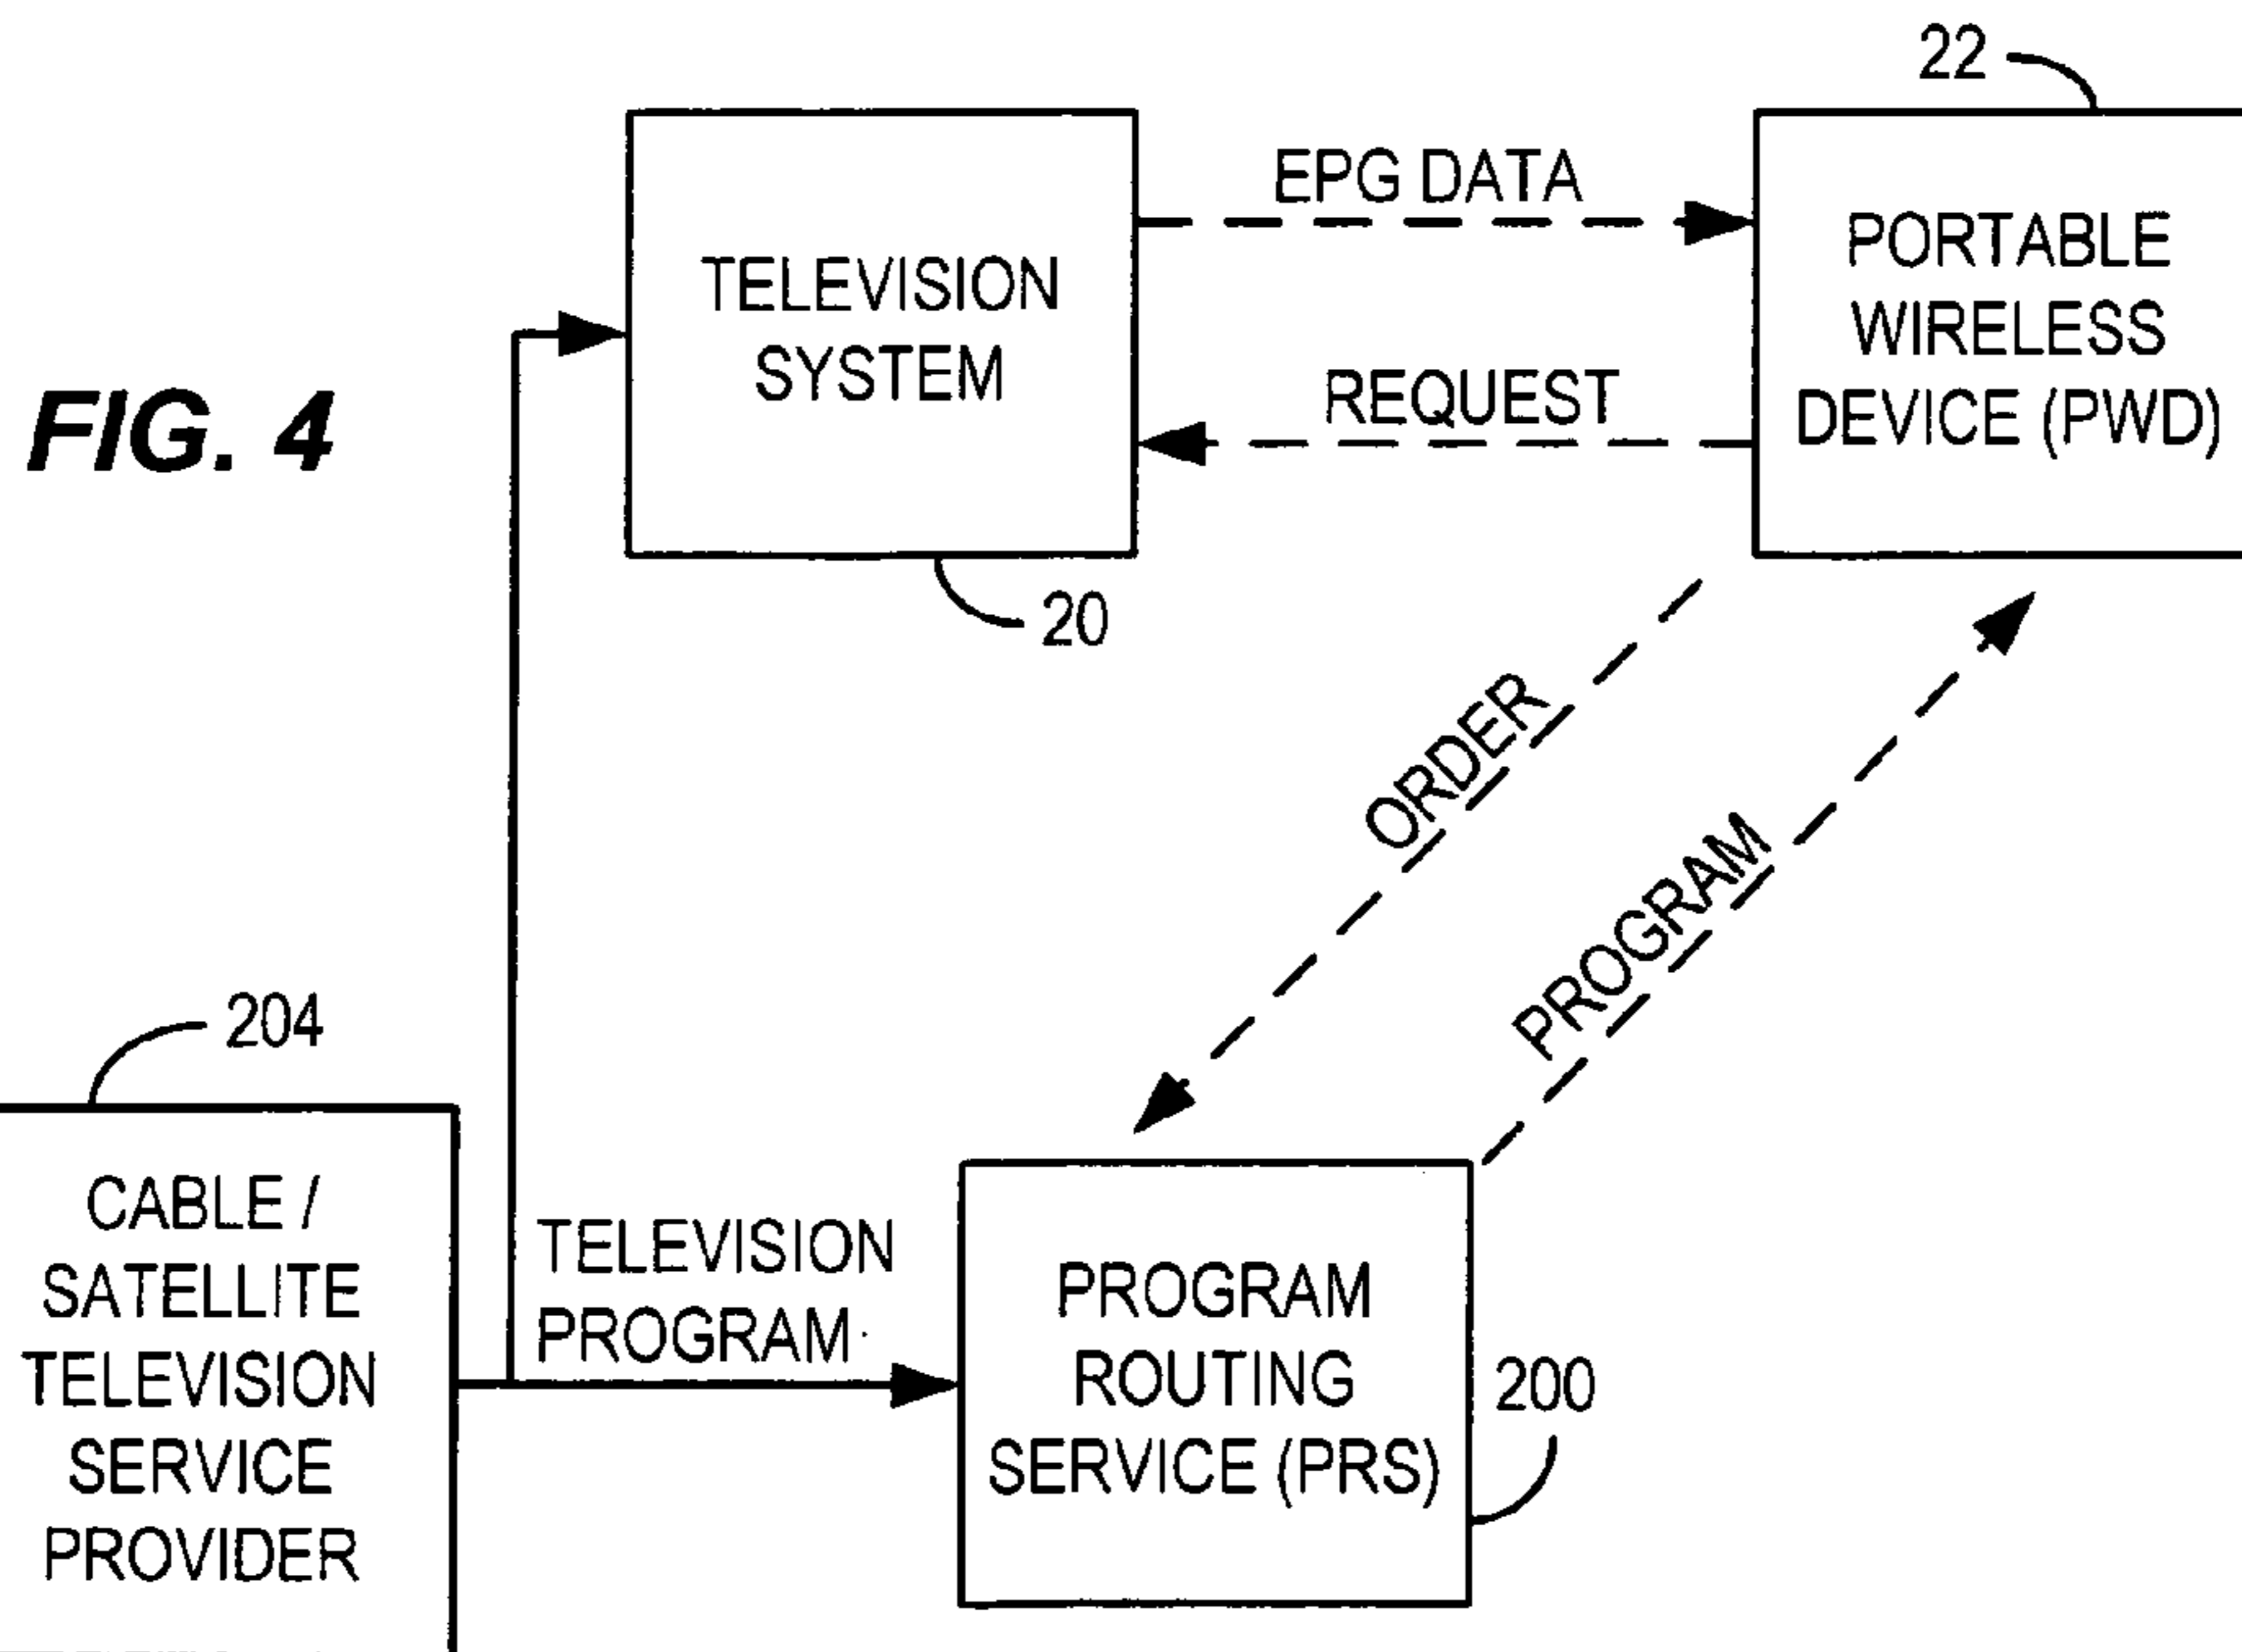 22
EPG DATA
PORTABLE
WIRELESS
DEVICE (PWD)
TELEVISION
SYSTEM
REQUEST
FIG. 4
20
ORDER
PROGRAM
204
CABLE /
SATELLITE
TELEVISION
SERVICE
PROVIDER
TELEVISION
PROGRAM
PROGRAM
ROUTING
SERVICE (PRS)
200